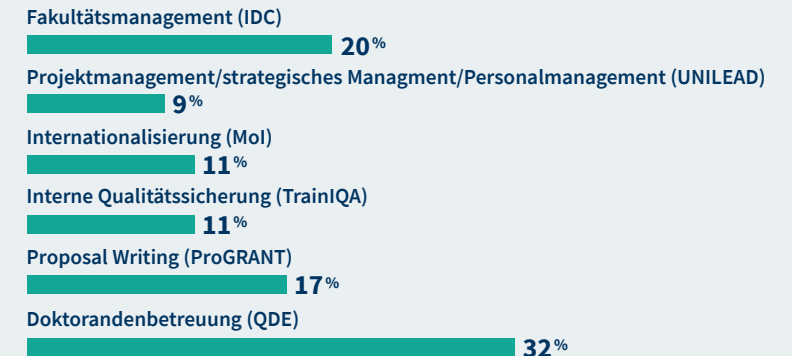 Fakultätsmanagement (IDC)
20%
Projektmanagement/strategisches Managment/Personalmanagement (UNILEAD)
9%
Internationalisierung (MoI)
11%
Interne Qualitätssicherung (TrainIQA)
11%
Proposal Writing (ProGRANT)
17%
Doktorandenbetreuung (QDE)
32%